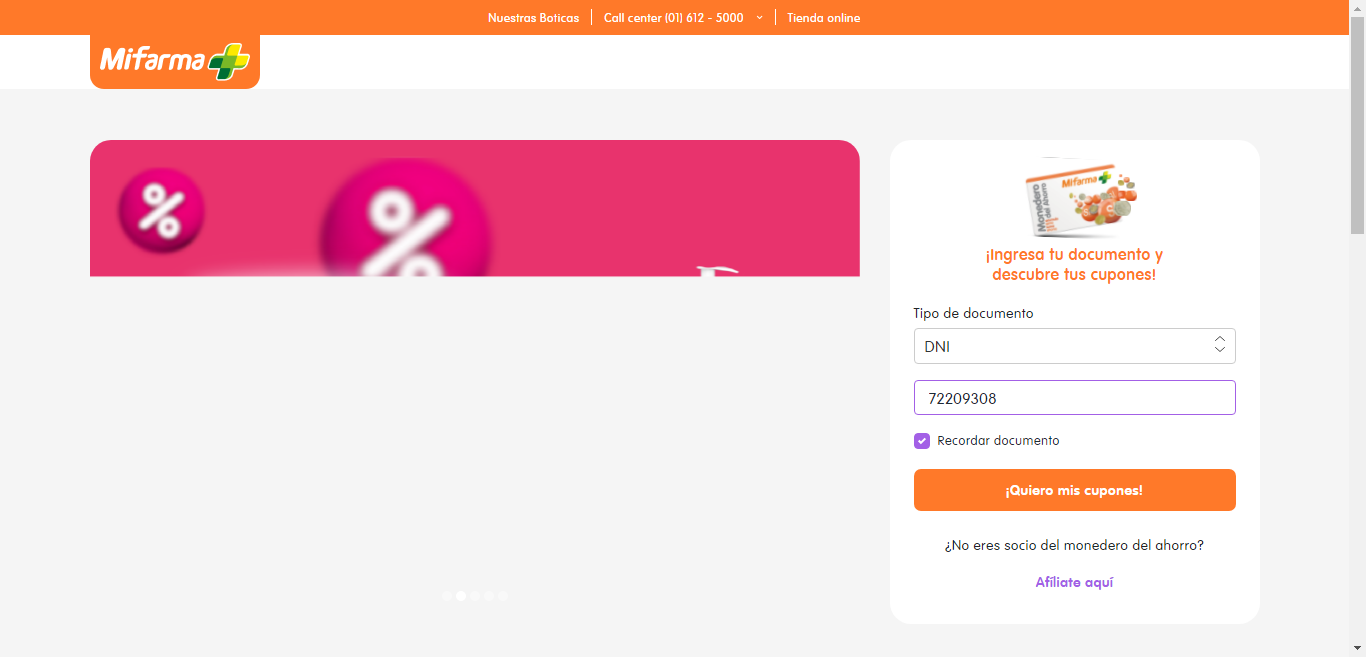 Nuestras Boticas
Call center (01) 612 - 5000
Tienda online
Mifarma
%
%
Mifarma
Monedero
del Ahorro
¡Ingresa tu documento y
descubre tus cupones!
Tipo de documento
DNI
72209308
Recordar documento
¡Quiero mis cupones!
¿No eres socio del monedero del ahorro?
Afíliate aquí